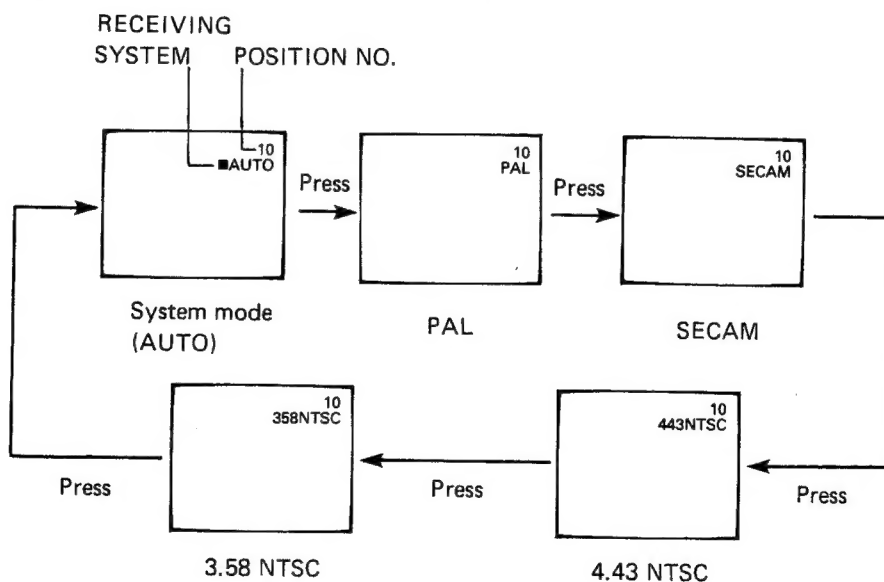 RECEIVING
SYSTEM POSITION NO.
10
■AUTO
Press
10
PAL
Press
10
SECAM
System mode
(AUTO)
PAL
SECAM
10
358NTSC
10
443NTSC
Press
Press
Press
3.58 NTSC
4.43 NTSC